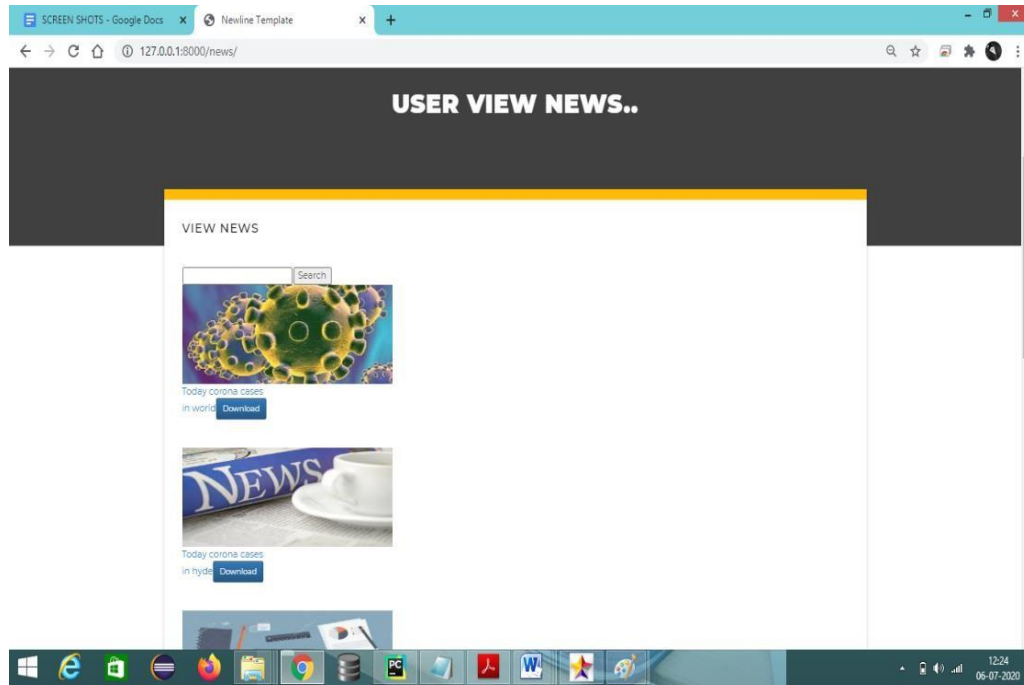 SCREEN SHOTS - Google Docs
Newline Template
127.0.0.1:8000/news/
USER VIEW NEWS..
VIEW NEWS
Search
Today corona cases
in world Download
NEWS
Today corona cases
in hyde Download
PC
W
12:24
06-07-2020